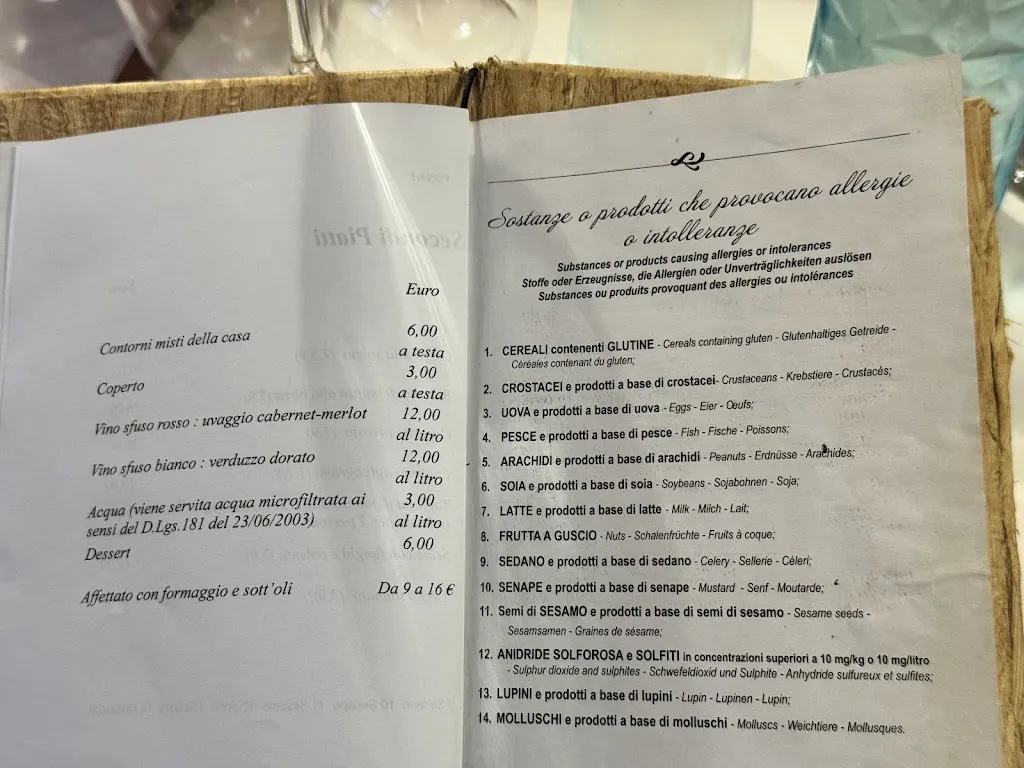 Euro
Contorni misti della casa 6,00
a testa
Coperto 3,00
a testa
Vino sfuso rosso : uvaggio cabernet-merlot 12,00
al litro
Vino sfuso bianco : verduzzo dorato 12,00
al litro
Acqua (viene servita acqua microfiltrata ai 3,00
sensi del D.Lgs.181 del 23/06/2003) al litro
Dessert 6,00
Affettato con formaggio e sott'oli Da 9 a 16 €
Sostanze o prodotti che provocano allergie
o intolleranze
Substances or products causing allergies or intolerances
Stoffe oder Erzeugnisse, die Allergien oder Unverträglichkeiten auslösen
Substances ou produits provoquant des allergies ou intolérances
1. CEREALI contenenti GLUTINE - Cereals containing gluten - Glutenhaltiges Getreide -
Céréales contenant du gluten;
2. CROSTACEI e prodotti a base di crostacei- Crustaceans - Krebstiere - Crustacés;
3. UOVA e prodotti a base di uova - Eggs - Eier - Œufs;
4. PESCE e prodotti a base di pesce - Fish - Fische - Poissons;
5. ARACHIDI e prodotti a base di arachidi - Peanuts - Erdnüsse - Arachides;
6. SOIA e prodotti a base di soia - Soybeans - Sojabohnen - Soja;
7. LATTE e prodotti a base di latte - Milk - Milch - Lait;
8. FRUTTA A GUSCIO - Nuts - Schalenfrüchte - Fruits à coque;
9. SEDANO e prodotti a base di sedano - Celery - Sellerie - Céleri;
10. SENAPE e prodotti a base di senape - Mustard - Senf - Moutarde;
11. Semi di SESAMO e prodotti a base di semi di sesamo - Sesame seeds -
Sesamsamen - Graines de sésame;
12. ANIDRIDE SOLFOROSA e SOLFITI in concentrazioni superiori a 10 mg/kg o 10 mg/litro
- Sulphur dioxide and sulphites - Schwefeldioxid und Sulphite - Anhydride sulfureux et sulfites;
13. LUPINI e prodotti a base di lupini - Lupin - Lupinen - Lupin;
14. MOLLUSCHI e prodotti a base di molluschi - Molluscs - Weichtiere - Mollusques.